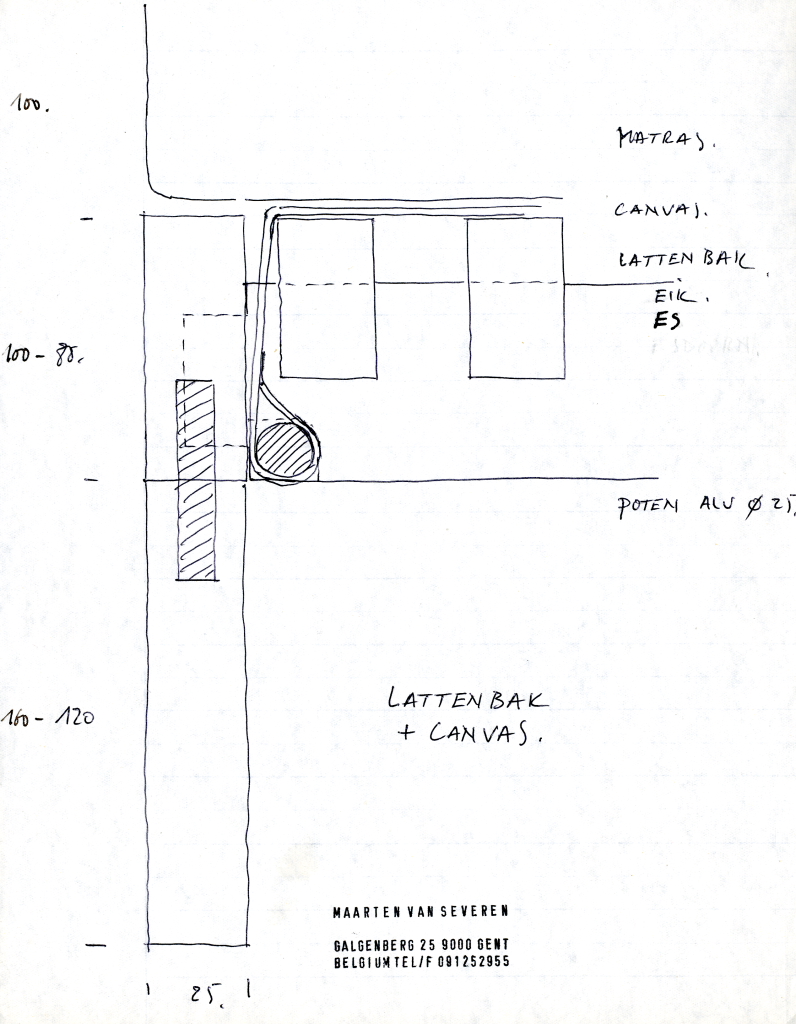 100.
MATRAS.
CANVAS.
LATTEN BAK.
EIK.
ES
100 - 85.
POTEN ALU Ø 25.
160 - 120
LATTENBAK
+ CANVAS.
MAARTEN VAN SEVEREN
GALGENBERG 25 9000 GENT
BELGIUM TEL/F 091252955
25.